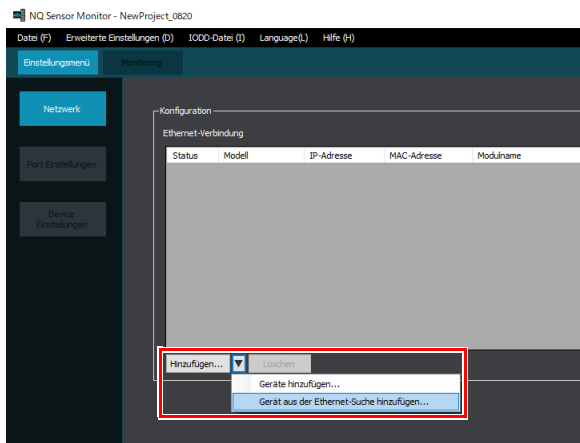 NQ Sensor Monitor - NewProject_0820
Datei (F) Erweiterte Einstellungen (D) IODD-Datei (I) Language(L) Hilfe (H)
Einstellungsmenü Monitoring
Netzwerk
Port Einstellungen
Device
Einstellungen
Konfiguration
Ethernet-Verbindung
Status Modell IP-Adresse MAC-Adresse Modulname
Hinzufügen... ▼ Löschen
Geräte hinzufügen...
Gerät aus der Ethernet-Suche hinzufügen...